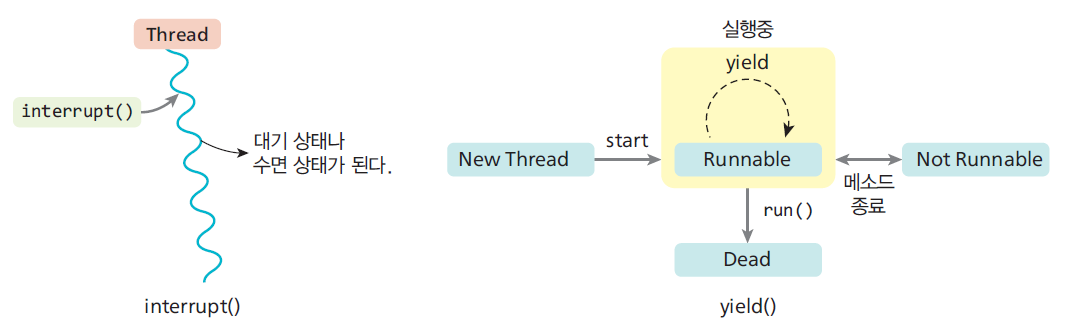 Thread
interrupt()
대기 상태나
수면 상태가 된다.
interrupt()
실행중
yield
New Thread
start
Runnable
Not Runnable
메소드
종료
run()
Dead
yield()